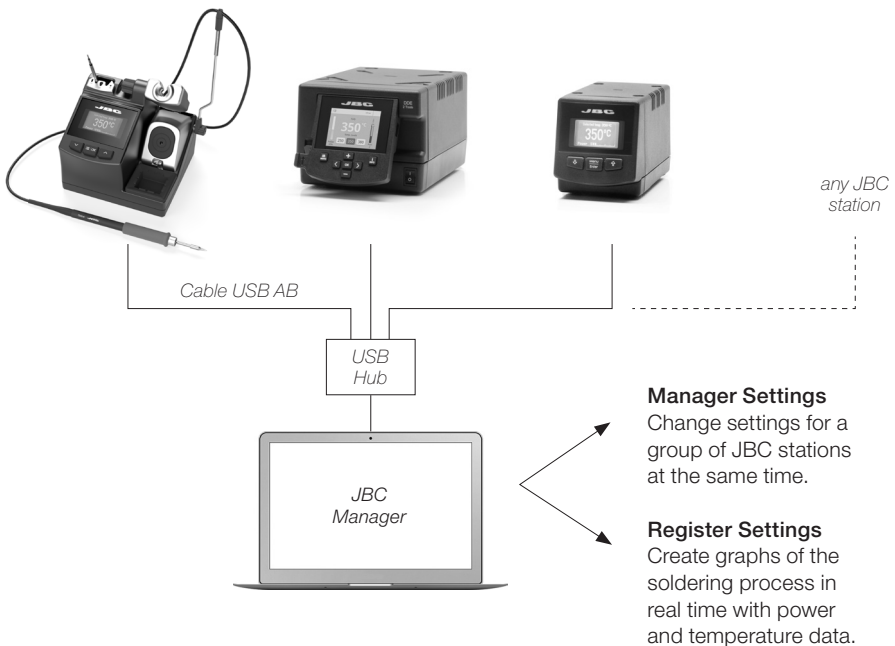 JBC
350°C
JBC
350°
JBC
350°C
any JBC
station
Cable USB AB
USB
Hub
JBC
Manager
Manager Settings
Change settings for a
group of JBC stations
at the same time.
Register Settings
Create graphs of the
soldering process in
real time with power
and temperature data.